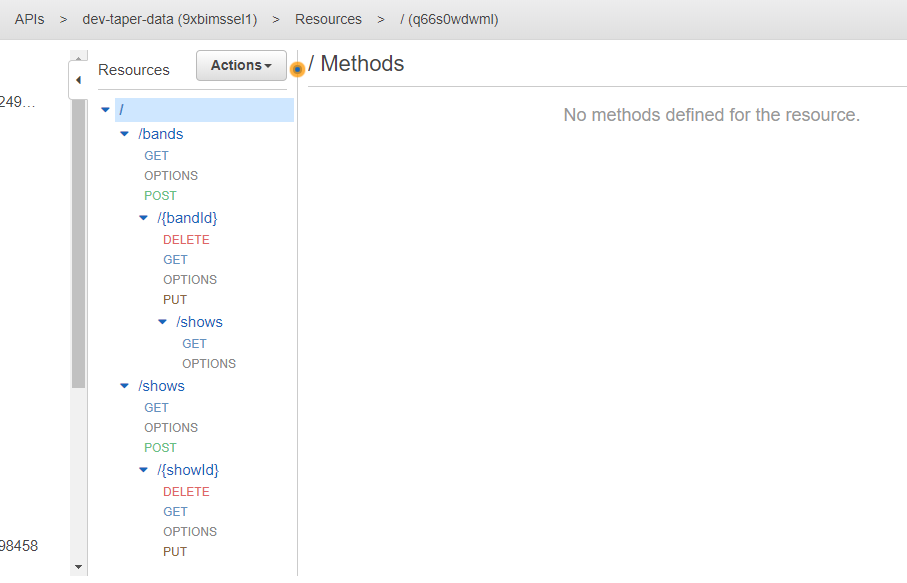 APIs > dev-taper-data (9xbimssel1) > Resources > / (q66s0wdwml)
Resources
Actions
/ Methods
249...
No methods defined for the resource.
/
/bands
GET
OPTIONS
POST
/{bandId}
DELETE
GET
OPTIONS
PUT
/shows
GET
OPTIONS
/shows
GET
OPTIONS
POST
/{showId}
DELETE
GET
OPTIONS
PUT
98458